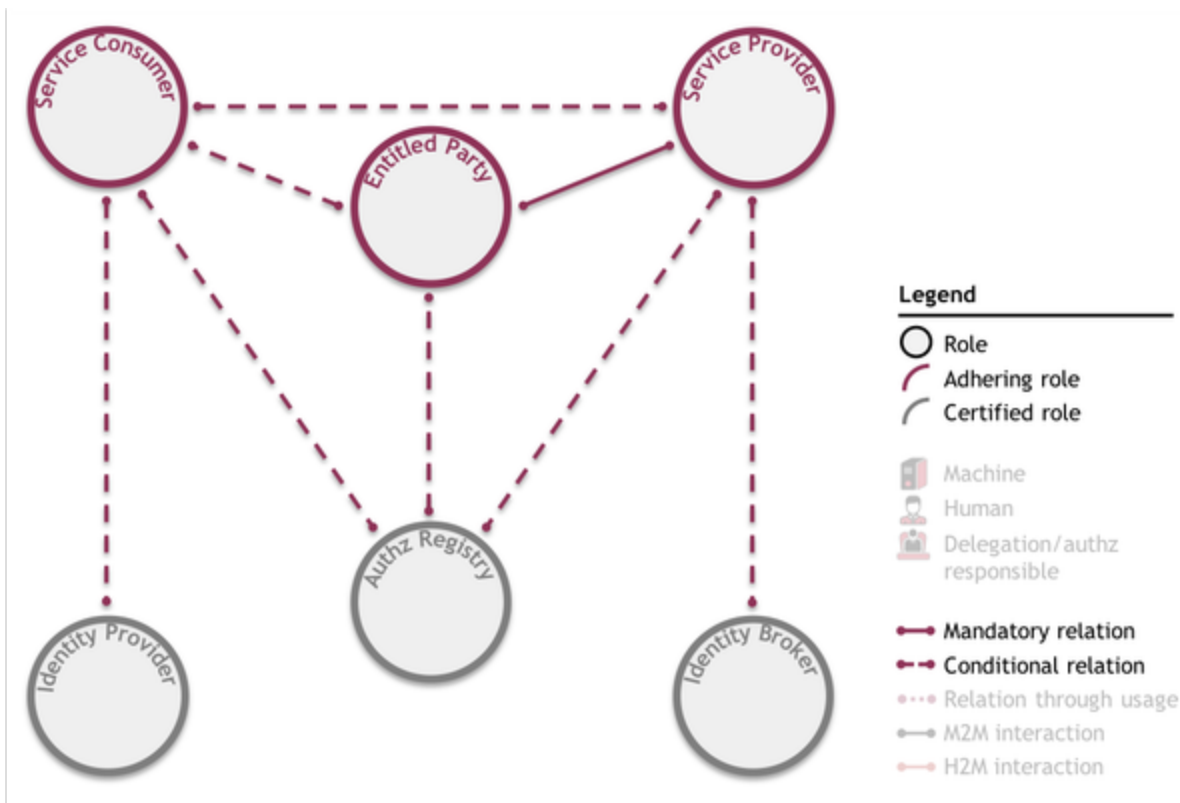 Service Consumer
Service Provider
Entitled Party
Authz Registry
Identity Provider
Identity Broker
Legend
Role
Adhering role
Certified role
Machine
Human
Delegation/authz
responsible
Mandatory relation
Conditional relation
Relation through usage
M2M interaction
H2M interaction